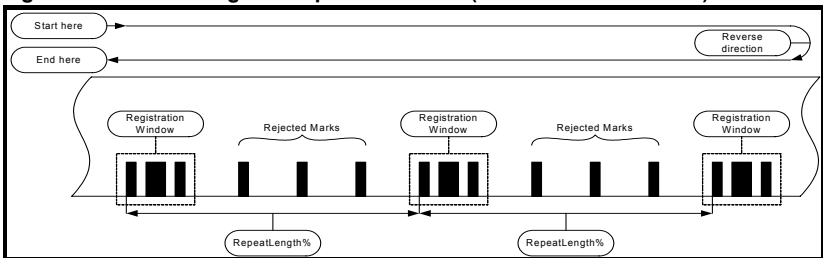 Start here
Reverse
direction
End here
Registration
Window
Rejected Marks
Registration
Window
Rejected Marks
Registration
Window
RepeatLength%
RepeatLength%